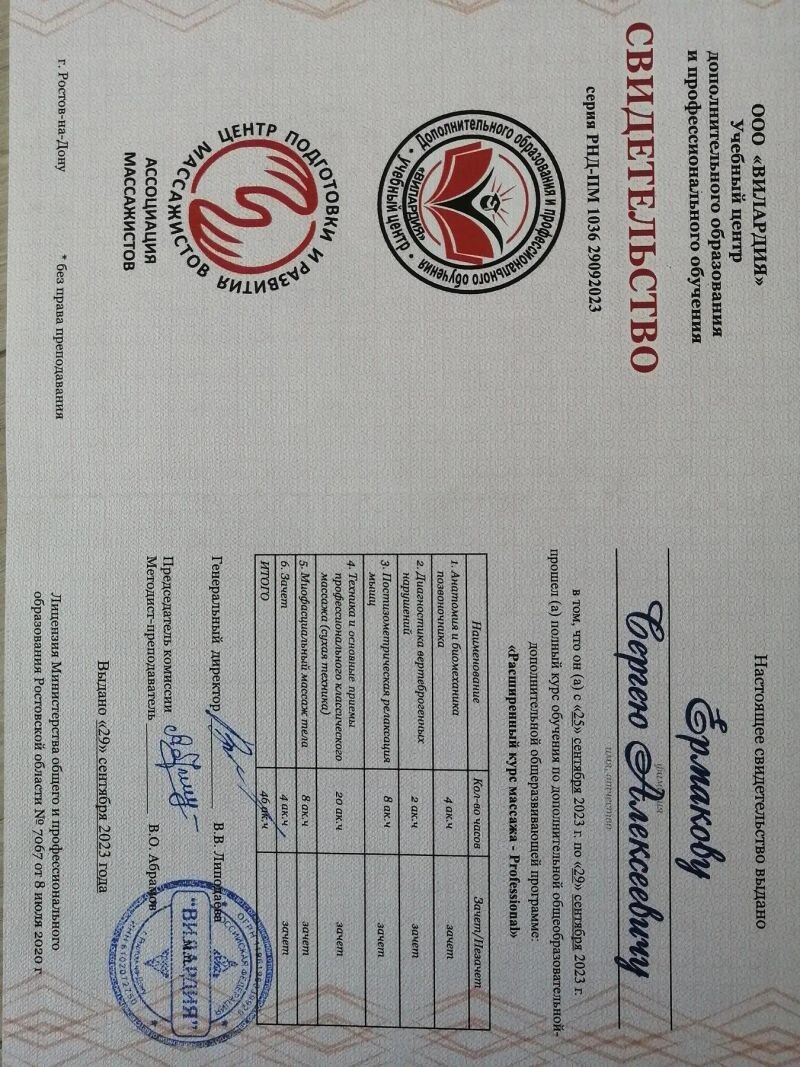 ООО «ВИЛАРДИЯ»
Учебный центр
дополнительного образования
и профессионального обучения
СВИДЕТЕЛЬСТВО
серия РНД-ПМ 1036 29092023
Дополнительного образования и профессионального обучения
• учебный центр •
«ВИЛАРДИЯ»
ЦЕНТР ПОДГОТОВКИ И РАЗВИТИЯ МАССАЖИСТОВ
АССОЦИАЦИЯ
МАССАЖИСТОВ
г. Ростов-на-Дону
* без права преподавания
Настоящее свидетельство выдано
Ермакову
фамилия
Сергею Алексеевичу
имя, отчество
в том, что он (а) с «25» сентября 2023 г. по «29» сентября 2023 г.
прошел (а) полный курс обучения по дополнительной общеобразовательной-
дополнительной общеразвивающей программе:
«Расширенный курс массажа - Professional»
Наименование Кол-во часов Зачет/Незачет
1. Анатомия и биомеханика
позвоночника 4 ак.ч зачет
2. Диагностика вертеброгенных
нарушений 2 ак.ч зачет
3. Постизометрическая релаксация
мышц 8 ак.ч зачет
4. Техника и основные приемы
профессионального классического
массажа (сухая техника) 20 ак.ч зачет
5. Миофасциальный массаж тела 8 ак.ч зачет
6. Зачет 4 ак.ч зачет
ИТОГО 46 ак.ч
Генеральный директор В.В. Липодаева
Председатель комиссии
Методист-преподаватель В.О. Абрамов
"ВИЛАРДИЯ"
РОССИЙСКАЯ ФЕДЕРАЦИЯ
Выдано «29» сентября 2023 года
Лицензия Министерства общего и профессионального
образования Ростовской области № 7067 от 8 июля 2020 г